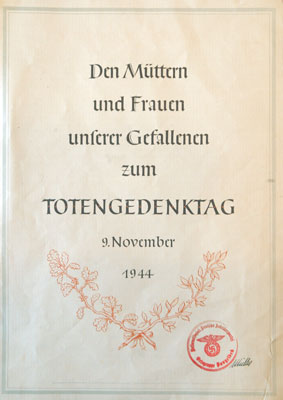 Den Müttern
und Frauen
unserer Gefallenen
zum
TOTENGEDENKTAG
9. November
1944